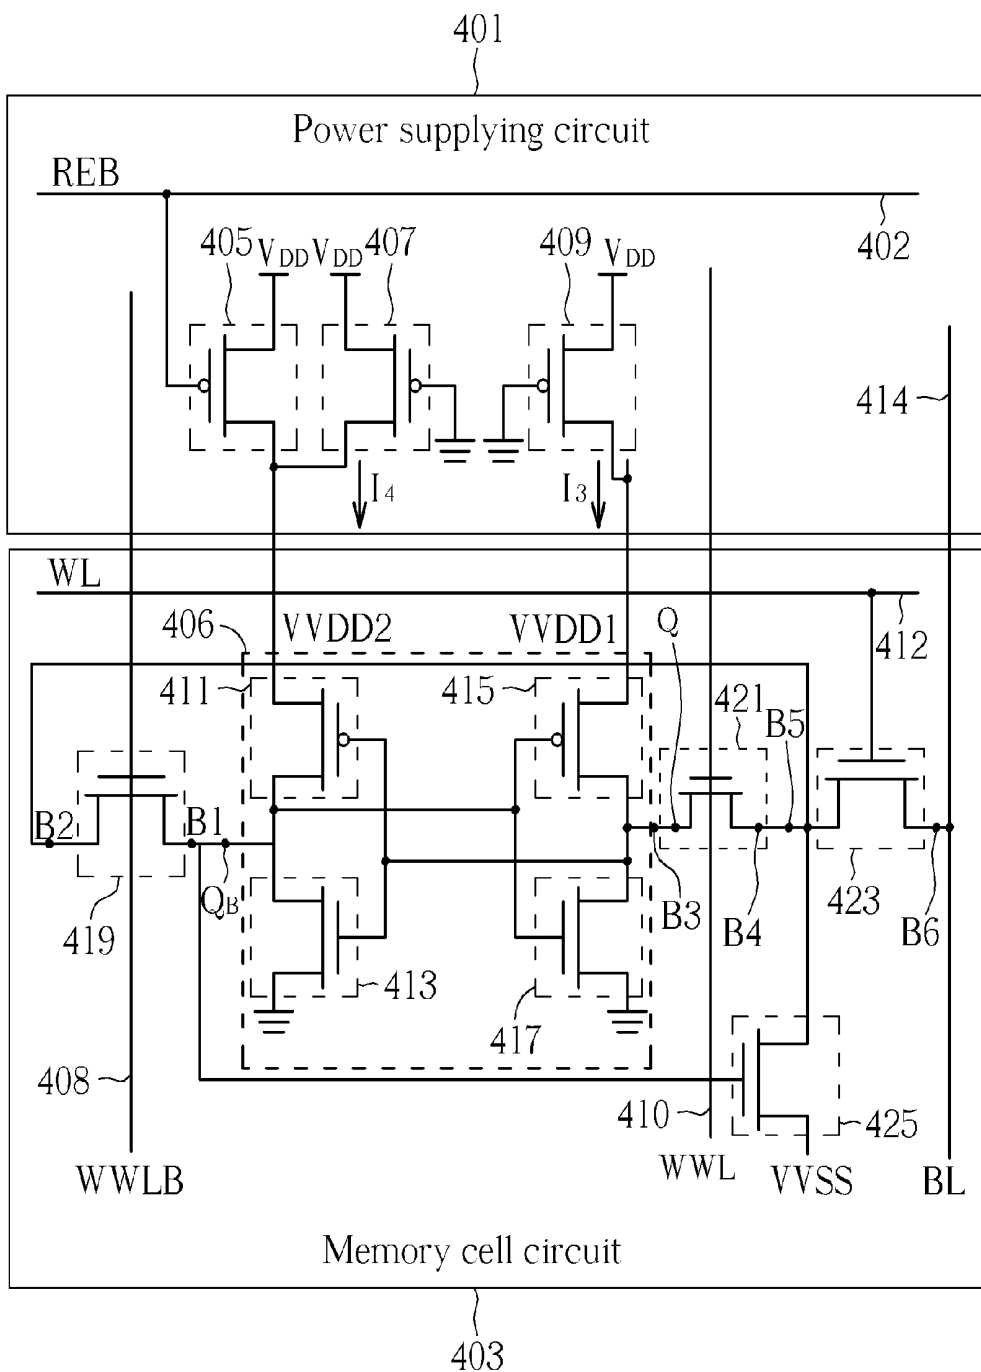 401
Power supplying circuit
REB
402
405
VDD
VDD
407
409
VDD
414
I4
I3
WL
412
406
VVDD2
VVDD1
Q
411
415
421
B5
B2
B1
QB
B3
B4
423
B6
419
413
417
408
410
425
WWLB
WWL
VVSS
BL
Memory cell circuit
403